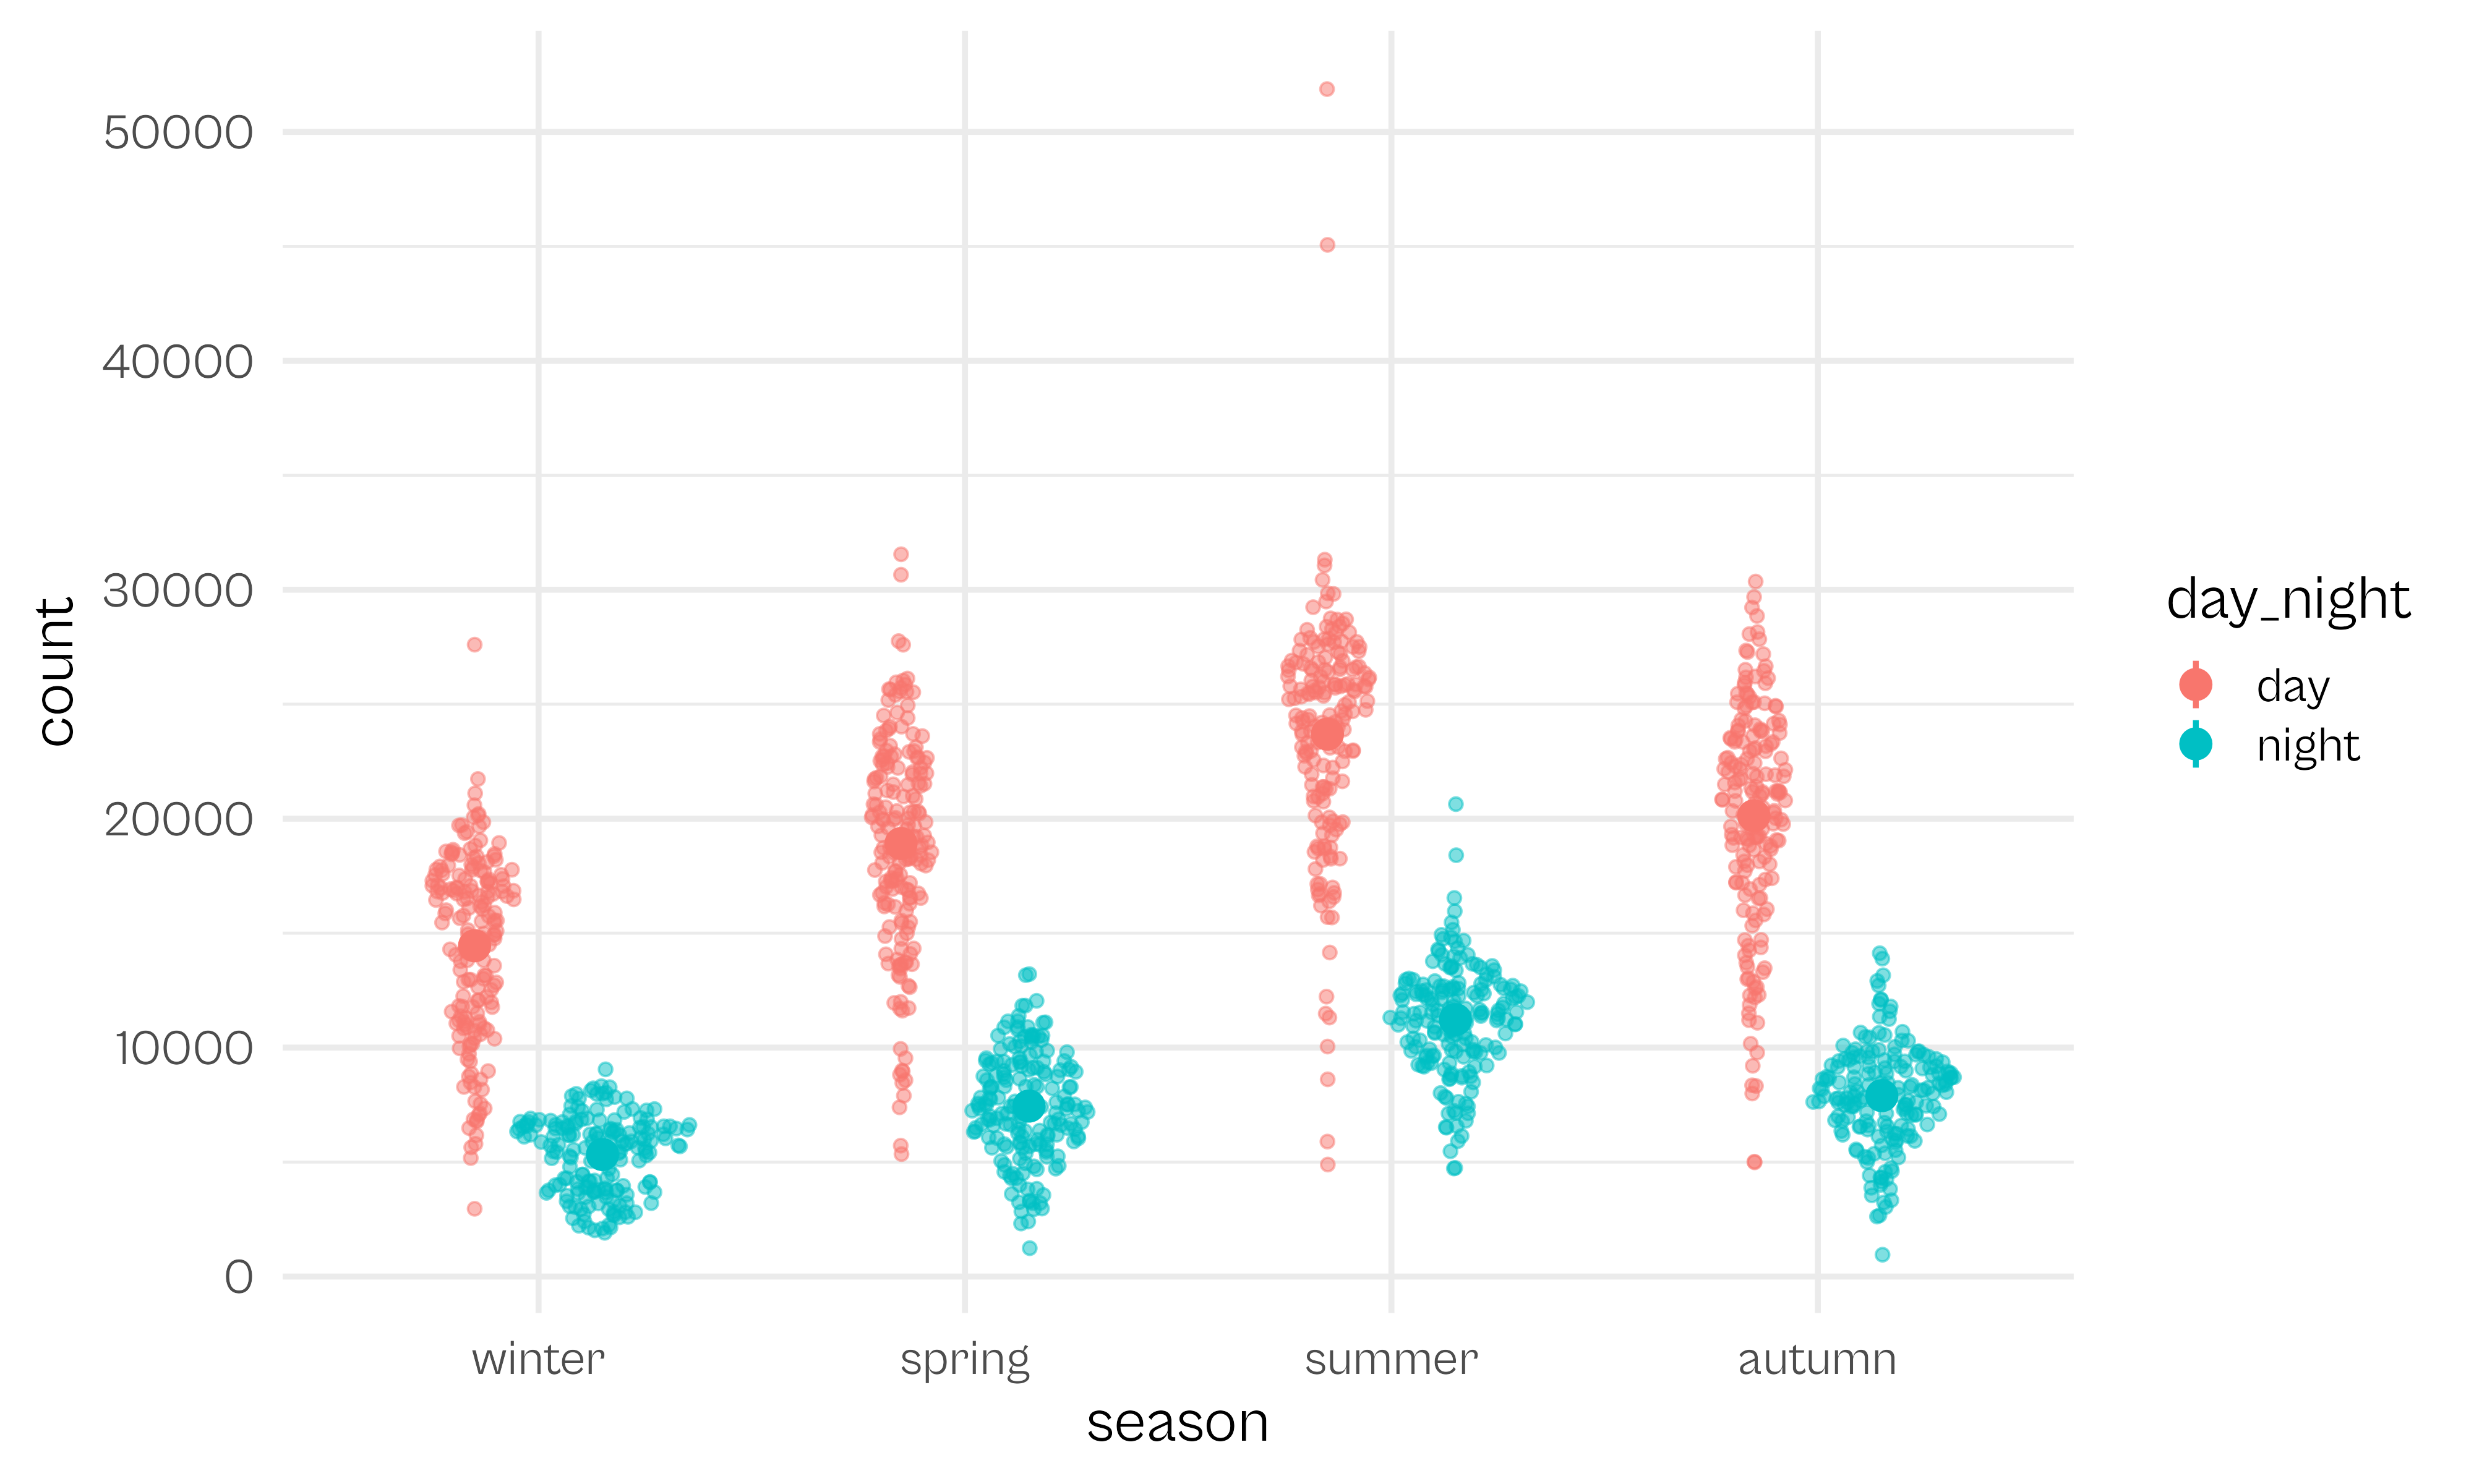 count
50000
40000
30000
20000
10000
0
winter spring summer autumn
season
day_night
day
night